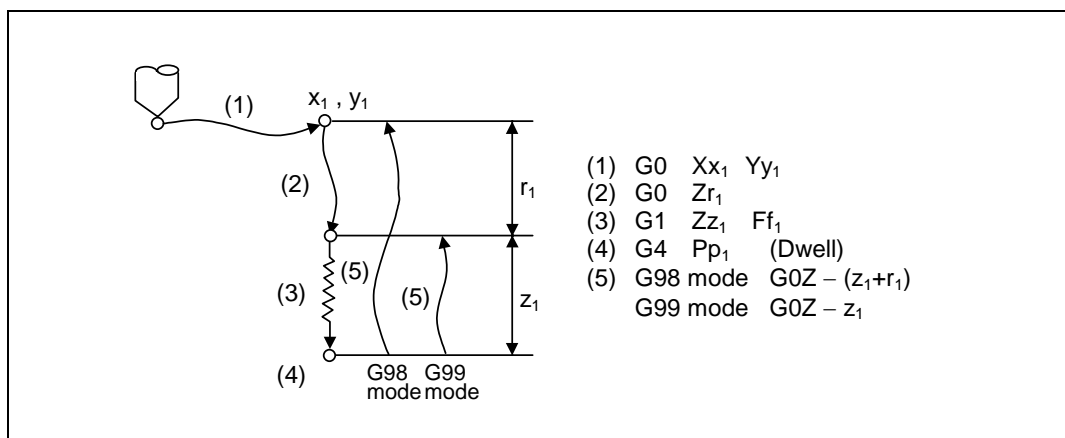 (1)
x₁ , y₁
(2)
r₁
(3)
(5)
(5)
z₁
(4)
G98 mode
G99 mode
(1) G0 Xx₁ Yy₁
(2) G0 Zr₁
(3) G1 Zz₁ Ff₁
(4) G4 Pp₁ (Dwell)
(5) G98 mode G0Z – (z₁+r₁)
G99 mode G0Z – z₁